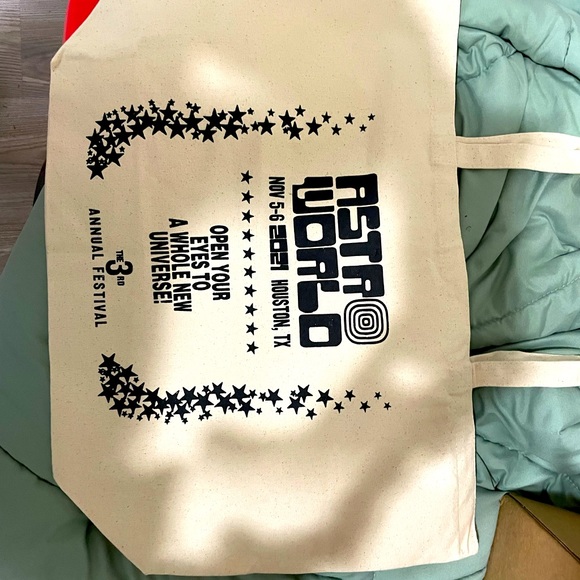 ASTRO
WORLD
NOV 5-6 2021 HOUSTON, TX
OPEN YOUR
EYES TO
A WHOLE NEW
UNIVERSE!
THE 3RD
ANNUAL FESTIVAL